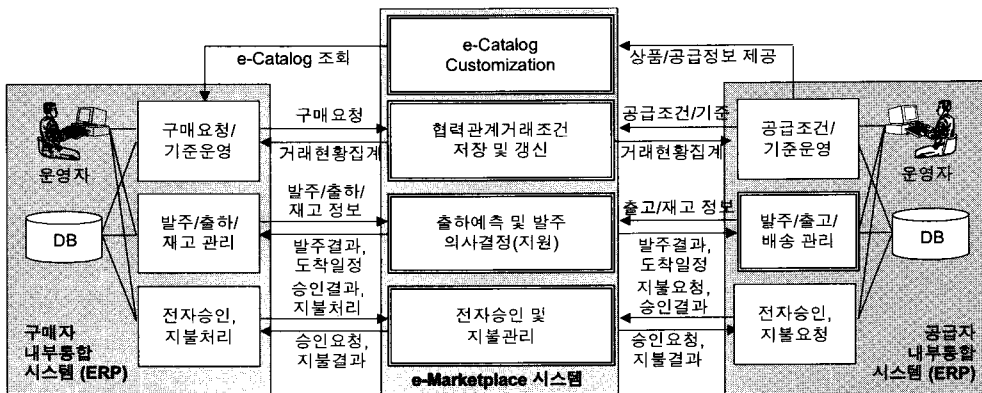 e-Catalog
Customization
e-Catalog 조회
상품/공급정보 제공
운영자
구매요청/
기준운영
구매요청
거래현황집계
협력관계거래조건
저장 및 갱신
공급조건/기준
거래현황집계
공급조건/
기준운영
운영자
DB
발주/출하/
재고 관리
발주/출하/
재고 정보
발주결과,
도착일정
출하예측 및 발주
의사결정(지원)
출고/재고 정보
발주결과,
도착일정
발주/출고/
배송 관리
DB
전자승인,
지불처리
승인결과,
지불처리
승인요청,
지불결과
전자승인 및
지불관리
지불요청,
승인결과
승인요청,
지불결과
전자승인,
지불요청
구매자
내부통합
시스템 (ERP)
e-Marketplace 시스템
공급자
내부통합
시스템 (ERP)